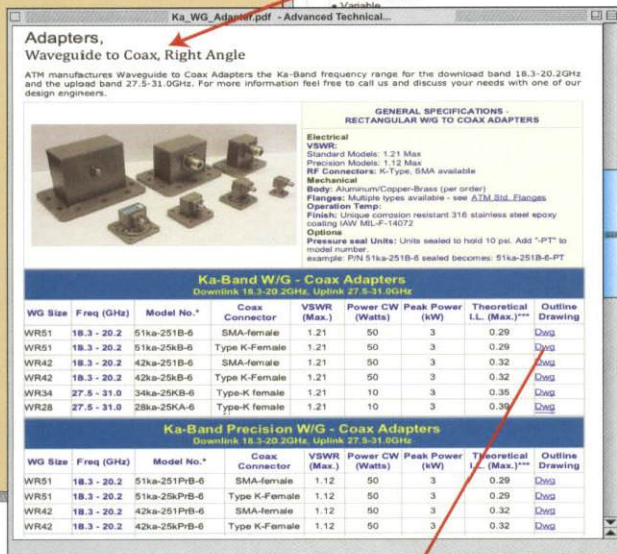 • Variable
Ka_WG_Adapter.pdf - Advanced Technical...
Adapters,
Waveguide to Coax, Right Angle
ATM manufactures Waveguide to Coax Adapters the Ka-Band frequency range for the download band 18.3-20.2GHz
and the upload band 27.5-31.0GHz. For more information feel free to call us and discuss your needs with one of our
design engineers.
GENERAL SPECIFICATIONS -
RECTANGULAR W/G TO COAX ADAPTERS
Electrical
VSWR:
Standard Models: 1.21 Max
Precision Models: 1.12 Max
RF Connectors: K-Type, SMA available
Mechanical
Body: Aluminum/Copper-Brass (per order)
Flanges: Multiple types available - see ATM Std. Flanges
Operation Temp:
Finish: Unique corrosion resistant 316 stainless steel epoxy
coating IAW MIL-F-14072
Options
Pressure seal Units: Units sealed to hold 10 psi. Add "-PT" to
model number.
example: P/N 51ka-251B-6 sealed becomes: 51ka-251B-6-PT
Ka-Band W/G - Coax Adapters
Downlink 18.3-20.2GHz, Uplink 27.5-31.0GHz
WG Size Freq (GHz) Model No.* Coax Connector VSWR (Max.) Power CW (Watts) Peak Power (kW) Theoretical I.L. (Max.)*** Outline Drawing
WR51 18.3 - 20.2 51ka-251B-6 SMA-female 1.21 50 3 0.29 Dwg
WR51 18.3 - 20.2 51ka-25kB-6 Type K-Female 1.21 50 3 0.29 Dwg
WR42 18.3 - 20.2 42ka-251B-6 SMA-female 1.21 50 3 0.32 Dwg
WR42 18.3 - 20.2 42ka-25kB-6 Type K-Female 1.21 50 3 0.32 Dwg
WR34 27.5 - 31.0 34ka-25KB-6 Type-K female 1.21 10 3 0.35 Dwg
WR28 27.5 - 31.0 28ka-25KA-6 Type-K female 1.21 10 3 0.39 Dwg
Ka-Band Precision W/G - Coax Adapters
Downlink 18.3-20.2GHz, Uplink 27.5-31.0GHz
WG Size Freq (GHz) Model No.* Coax Connector VSWR (Max.) Power CW (Watts) Peak Power (kW) Theoretical I.L. (Max.)*** Outline Drawing
WR51 18.3 - 20.2 51ka-251PrB-6 SMA-female 1.12 50 3 0.29 Dwg
WR51 18.3 - 20.2 51ka-25kPrB-6 Type K-Female 1.12 50 3 0.29 Dwg
WR42 18.3 - 20.2 42ka-251PrB-6 SMA-female 1.12 50 3 0.32 Dwg
WR42 18.3 - 20.2 42ka-25kPrB-6 Type K-Female 1.12 50 3 0.32 Dwg